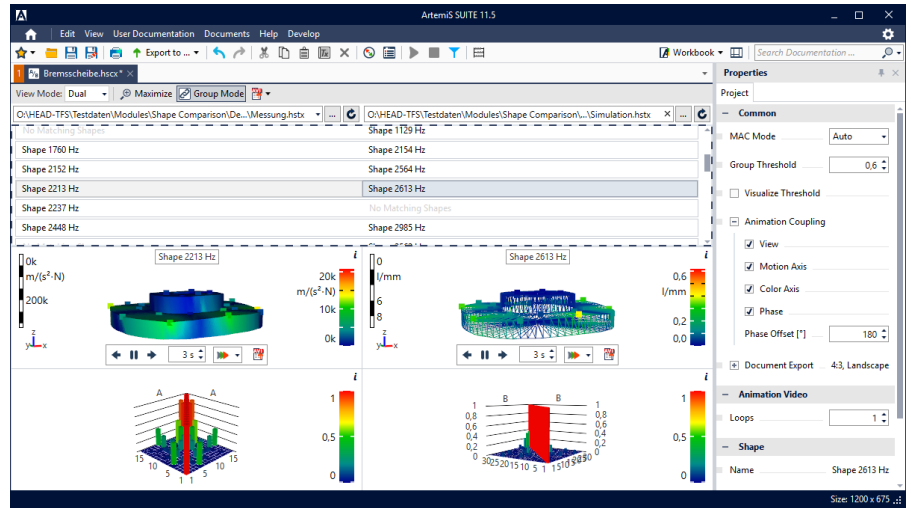 ArtemiS SUITE 11.5
Edit View User Documentation Documents Help Develop
Export to ... Workbook Search Documentation ...
1 Bremsscheibe.hscx* Properties
View Mode: Dual Maximize Group Mode Project
O:\HEAD-TFS\Testdaten\Modules\Shape Comparison\De...\Messung.hstx ... O:\HEAD-TFS\Testdaten\Modules\Shape Comparison\...\Simulation.hstx ...
No Matching Shapes Shape 1129 Hz
Shape 1760 Hz Shape 2154 Hz
Shape 2152 Hz Shape 2564 Hz
Shape 2213 Hz Shape 2613 Hz
Shape 2237 Hz No Matching Shapes
Shape 2448 Hz Shape 2985 Hz
Common
MAC Mode Auto
Group Threshold 0,6
Visualize Threshold
Animation Coupling
View
Motion Axis
Color Axis
Phase
Phase Offset [°] 180
Document Export 4:3, Landscape
Animation Video
Loops 1
Shape
Name Shape 2613 Hz
Shape 2213 Hz
0k
m/(s²·N)
200k
20k
m/(s²·N)
10k
0k
z
y x
3 s
Shape 2613 Hz
0
l/mm
6
8
0,6
l/mm
0,2
0,0
z
y x
3 s
A A
15 10 5 1 1 5 10 15
1
0.5
0
B B
1
0,8
0,6
0,4
0,2
0
0,8
0,6
0,4
0,2
0
30252015 10 5 1
1
0.5
0
Size: 1200 x 675